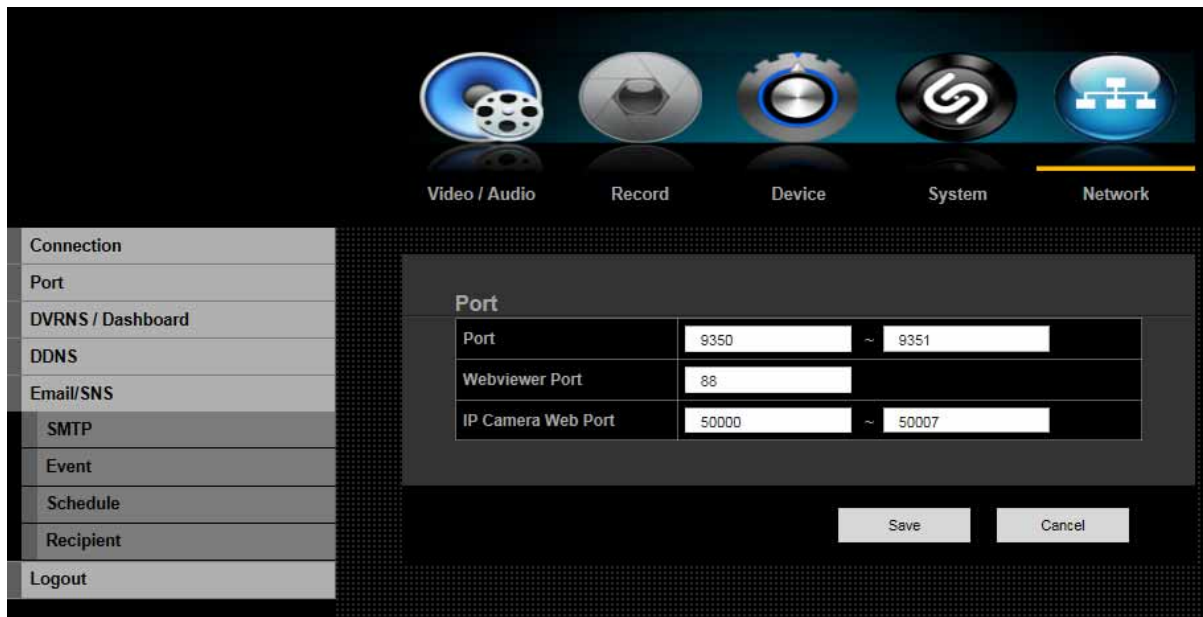 Video / Audio Record Device System Network
Connection
Port
DVRNS / Dashboard
DDNS
Email/SNS
SMTP
Event
Schedule
Recipient
Logout
Port
Port 9350 ~ 9351
Webviewer Port 88
IP Camera Web Port 50000 ~ 50007
Save Cancel